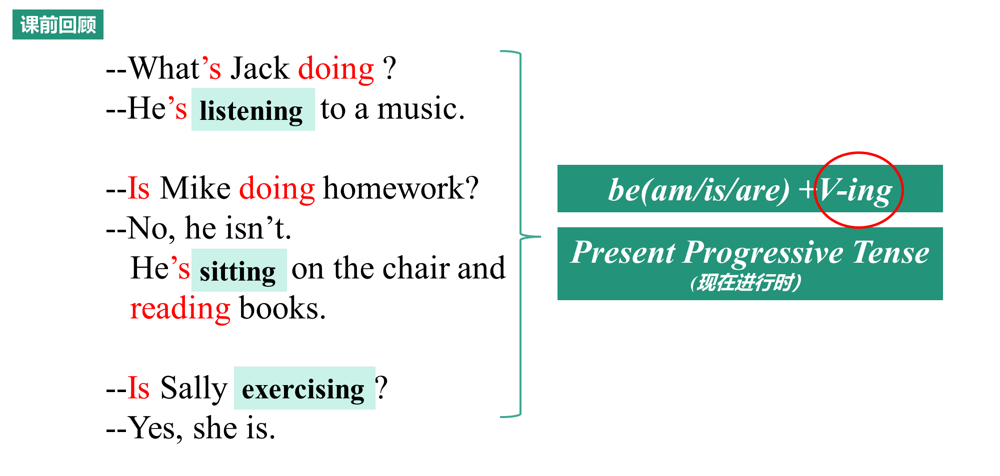 课前回顾
--What’s Jack doing ?
--He’s listening to a music.
--Is Mike doing homework?
--No, he isn’t.
He’s sitting on the chair and
reading books.
--Is Sally exercising ?
--Yes, she is.
be(am/is/are) +V-ing
Present Progressive Tense
(现在进行时)